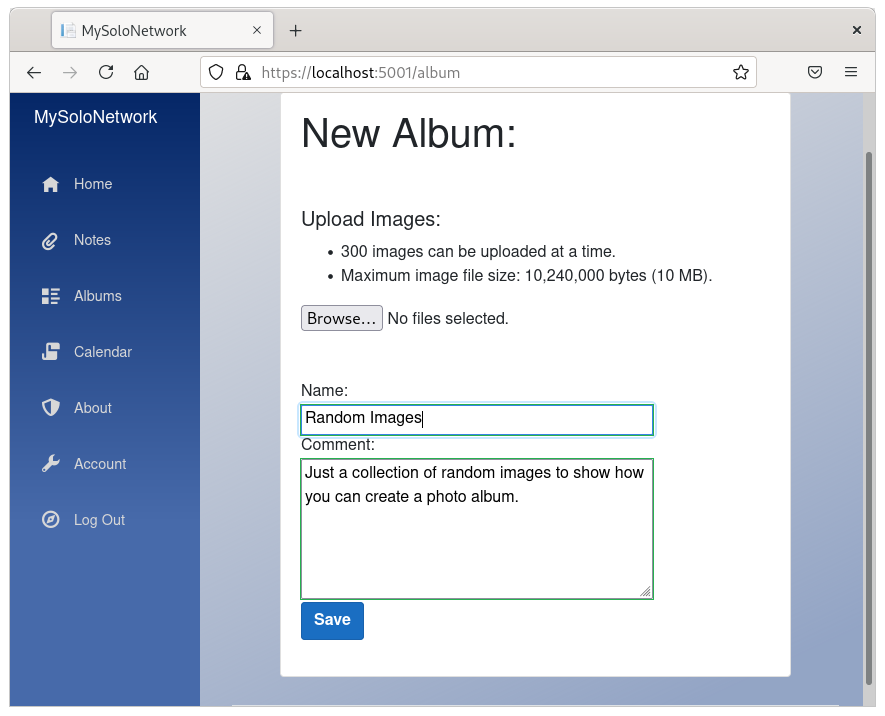 MySoloNetwork
https://localhost:5001/album
MySoloNetwork
Home
Notes
Albums
Calendar
About
Account
Log Out
New Album:
Upload Images:
• 300 images can be uploaded at a time.
• Maximum image file size: 10,240,000 bytes (10 MB).
Browse... No files selected.
Name:
Random Images
Comment:
Just a collection of random images to show how
you can create a photo album.
Save